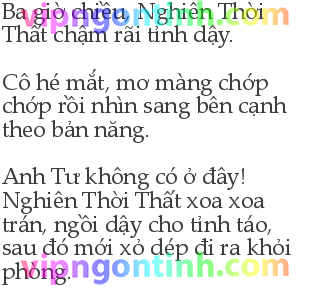 Ba giờ chiều, Nghiên Thời
Thất chậm rãi tỉnh dậy.
Cô hé mắt, mơ màng chớp
chớp rồi nhìn sang bên cạnh
theo bản năng.
Anh Tư không có ở đây!
Nghiên Thời Thất xoa xoa
trán, ngồi dậy cho tỉnh táo,
sau đó mới xỏ dép đi ra khỏi
phòng.
vipngontinh.com
vipngontinh.com